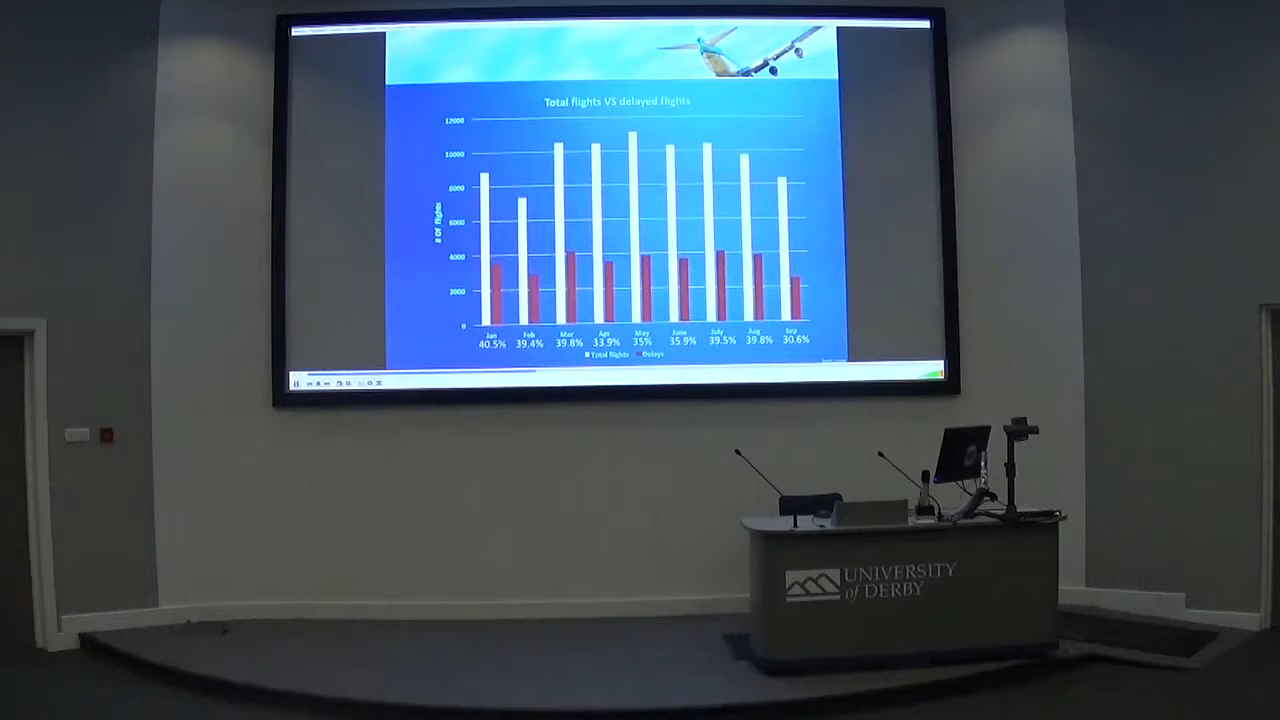 Total flights VS delayed flights
12000
10000
8000
6000
4000
2000
0
# Of flights
Jan Feb Mar Apr May June July Aug Sep
40.5% 39.4% 39.8% 33.9% 35% 35.9% 39.5% 39.8% 30.6%
Total flights Delays
UNIVERSITY
of DERBY